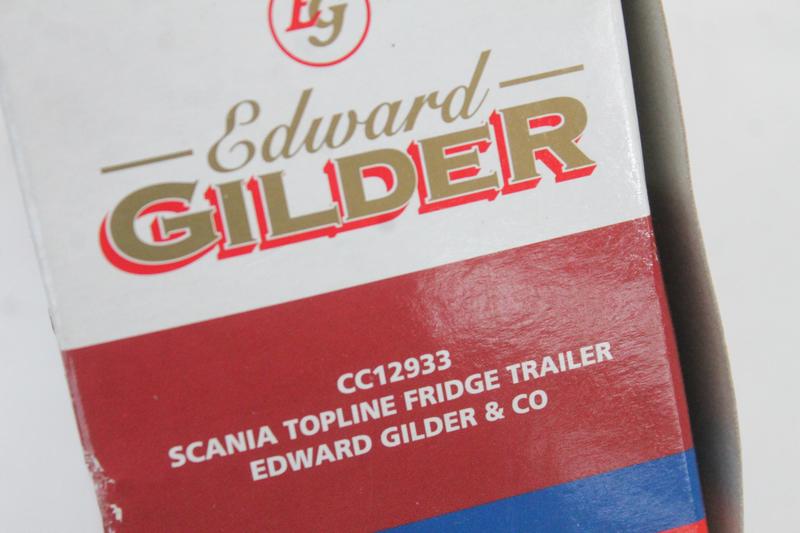 EG
Edward
GILDER
CC12933
SCANIA TOPLINE FRIDGE TRAILER
EDWARD GILDER & CO